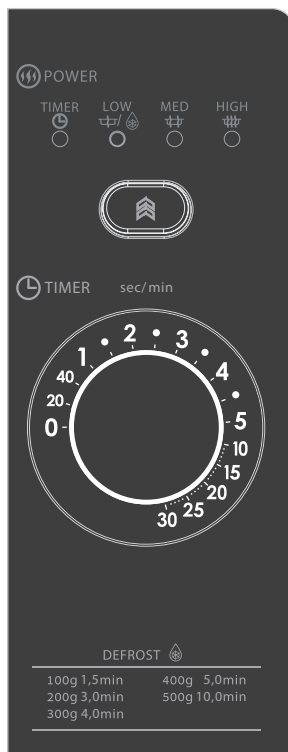 POWER
TIMER LOW MED HIGH
/
TIMER sec/min
0 20 40 1 2 3 4 5 10 15 20 25 30
DEFROST
100g 1,5min 400g 5,0min
200g 3,0min 500g 10,0min
300g 4,0min